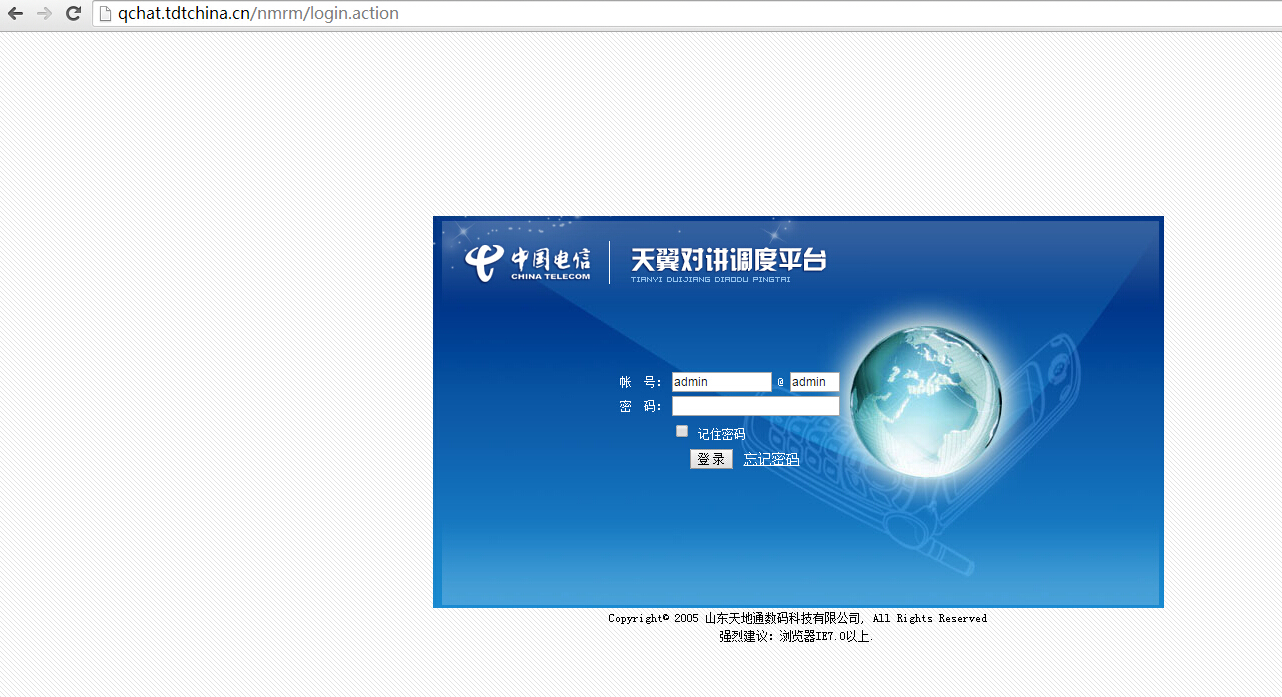 qchat.tdtchina.cn/nmrm/login.action
中国电信 天翼对讲调度平台
CHINA TELECOM TIANYI DUIJIANG DIAODU PINGTAI
帐 号: admin @ admin
密 码:
记住密码
登录 忘记密码
Copyright© 2005 山东天地通数码科技有限公司, All Rights Reserved
强烈建议: 浏览器IE7.0以上.